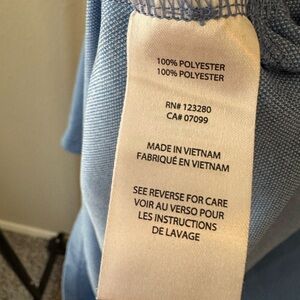 100% POLYESTER
100% POLYESTER
RN# 123280
CA# 07099
MADE IN VIETNAM
FABRIQUÉ EN VIETNAM
SEE REVERSE FOR CARE
VOIR AU VERSO POUR
LES INSTRUCTIONS
DE LAVAGE